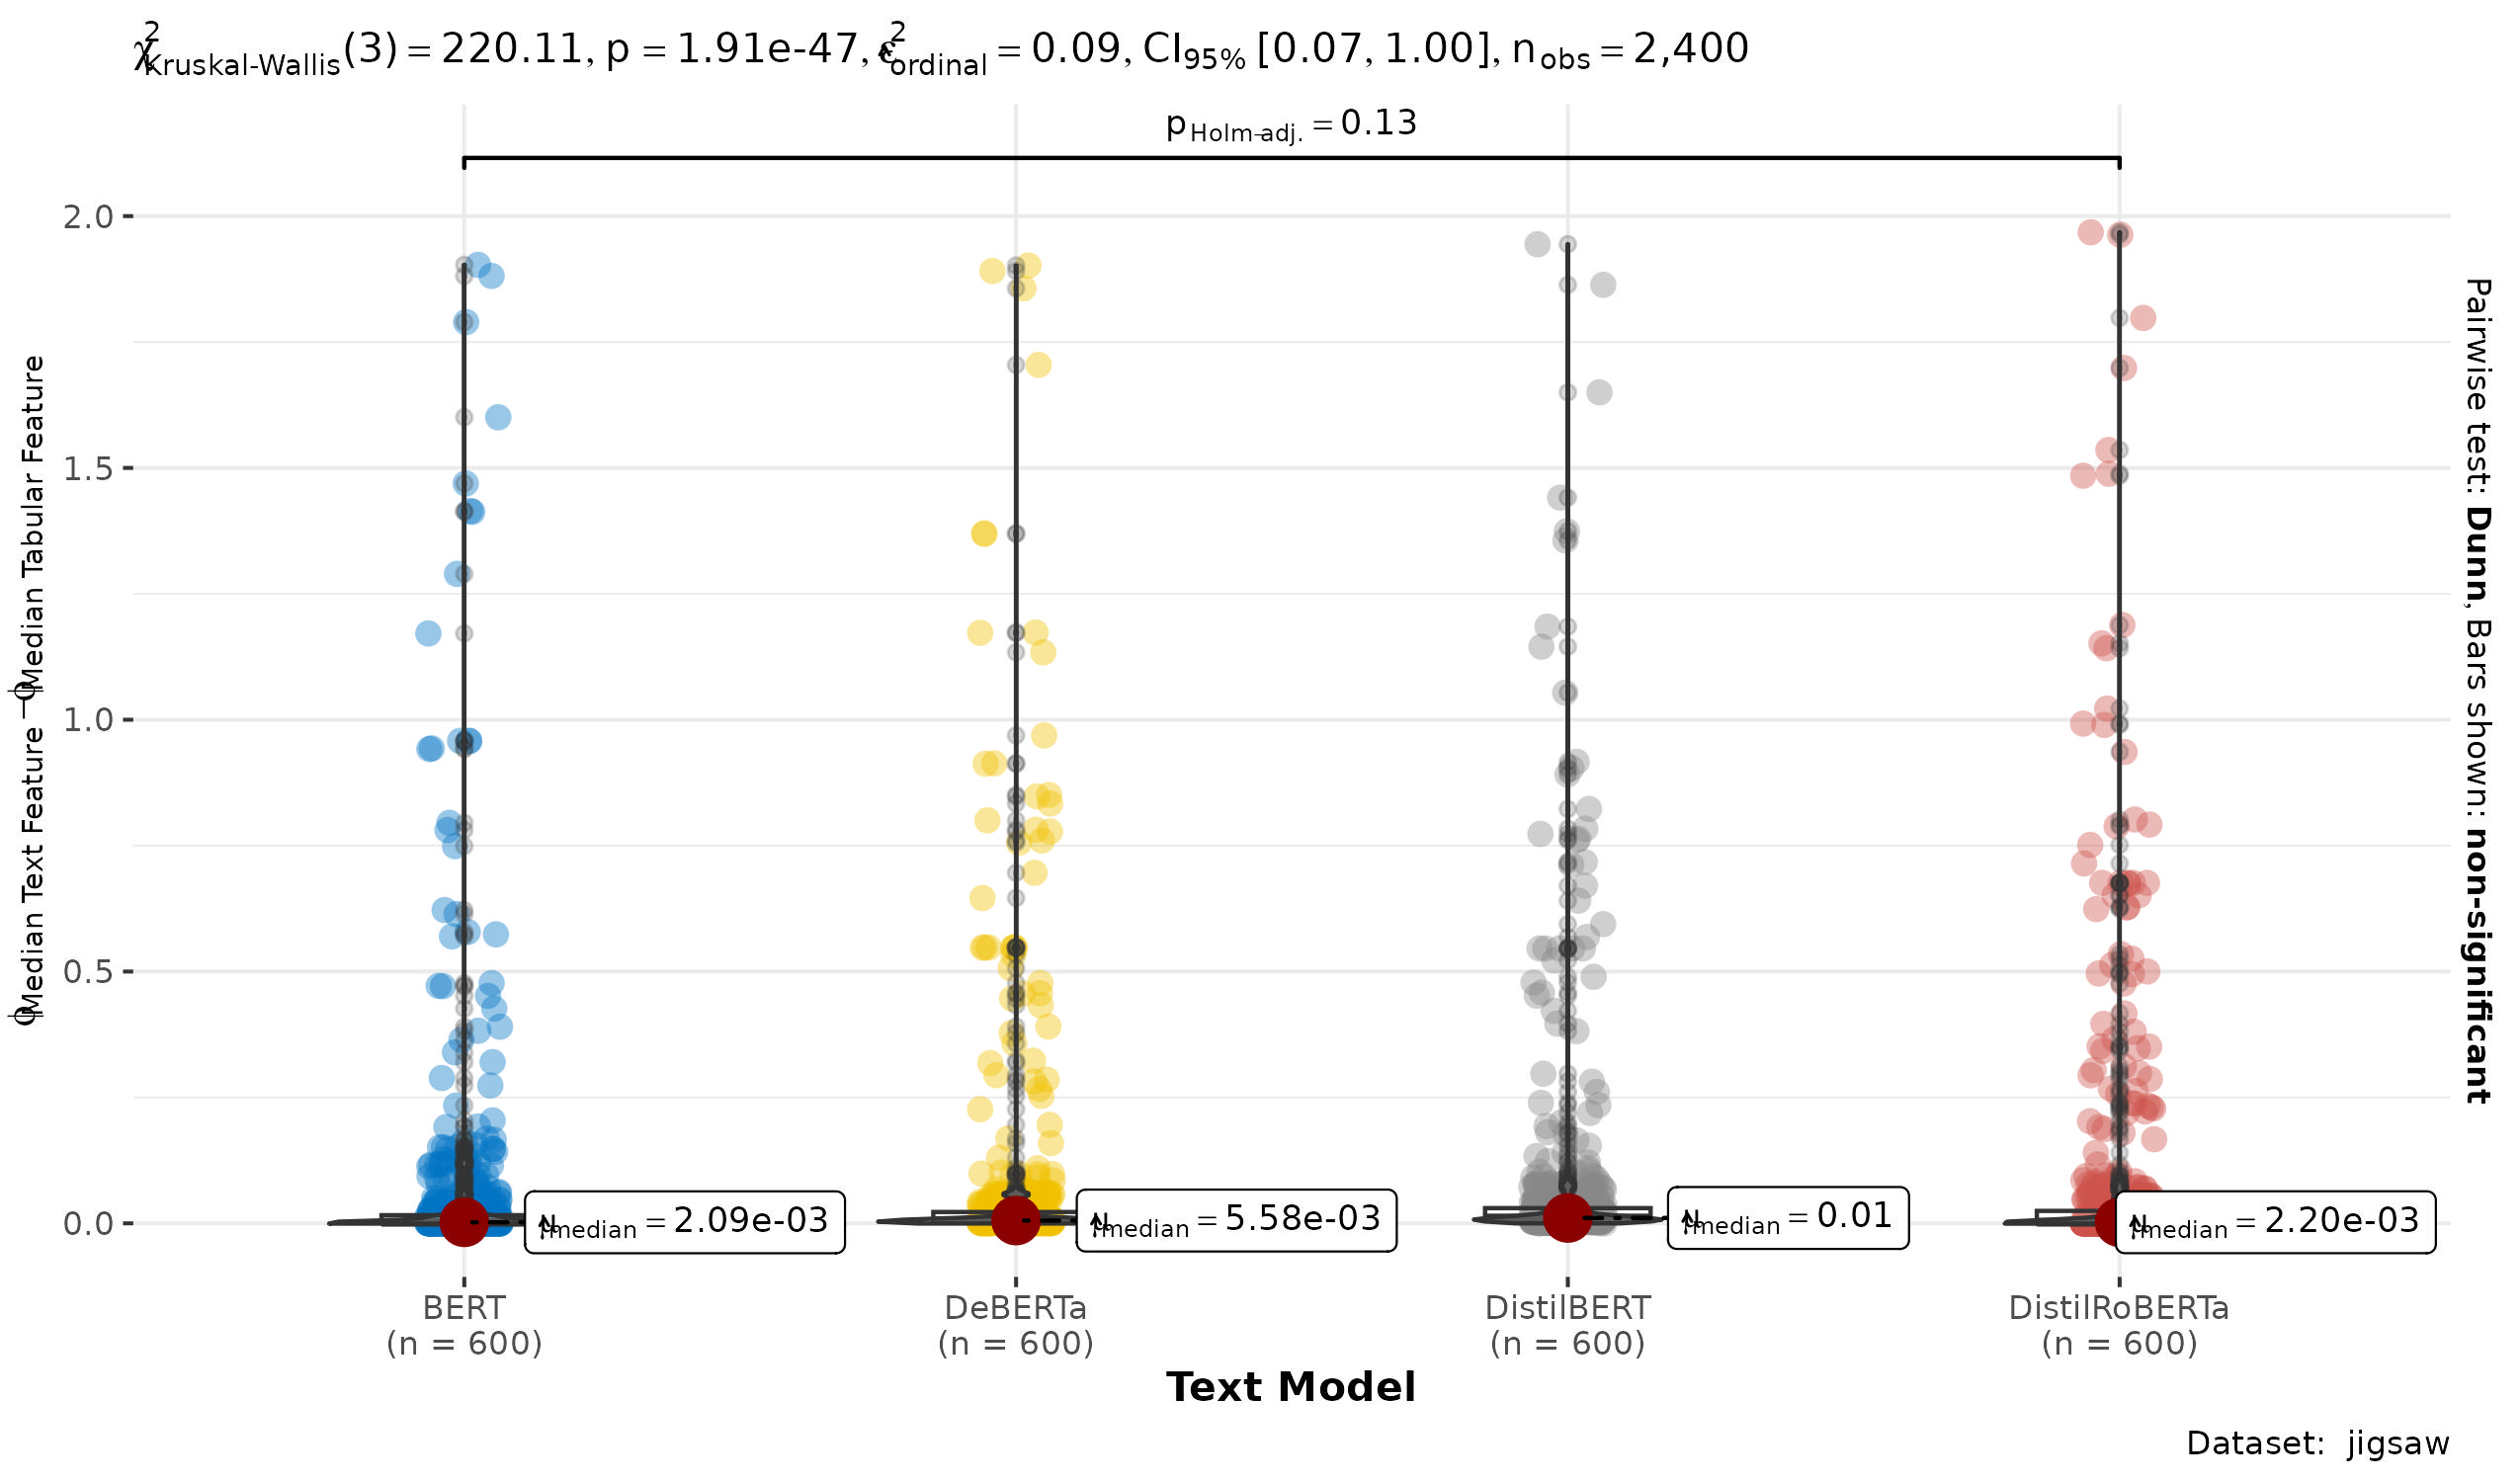 χ²Kruskal-Wallis(3) = 220.11, p = 1.91e-47, ε²ordinal = 0.09, CI95% [0.07, 1.00], nobs = 2,400
pHolm-adj. = 0.13
2.0
1.5
1.0
0.5
0.0
ϕMedian Text Feature − ϕMedian Tabular Feature
Pairwise test: Dunn, Bars shown: non-significant
μ̂median = 2.09e-03
μ̂median = 5.58e-03
μ̂median = 0.01
μ̂median = 2.20e-03
BERT
(n = 600)
DeBERTa
(n = 600)
DistilBERT
(n = 600)
DistilRoBERTa
(n = 600)
Text Model
Dataset: jigsaw